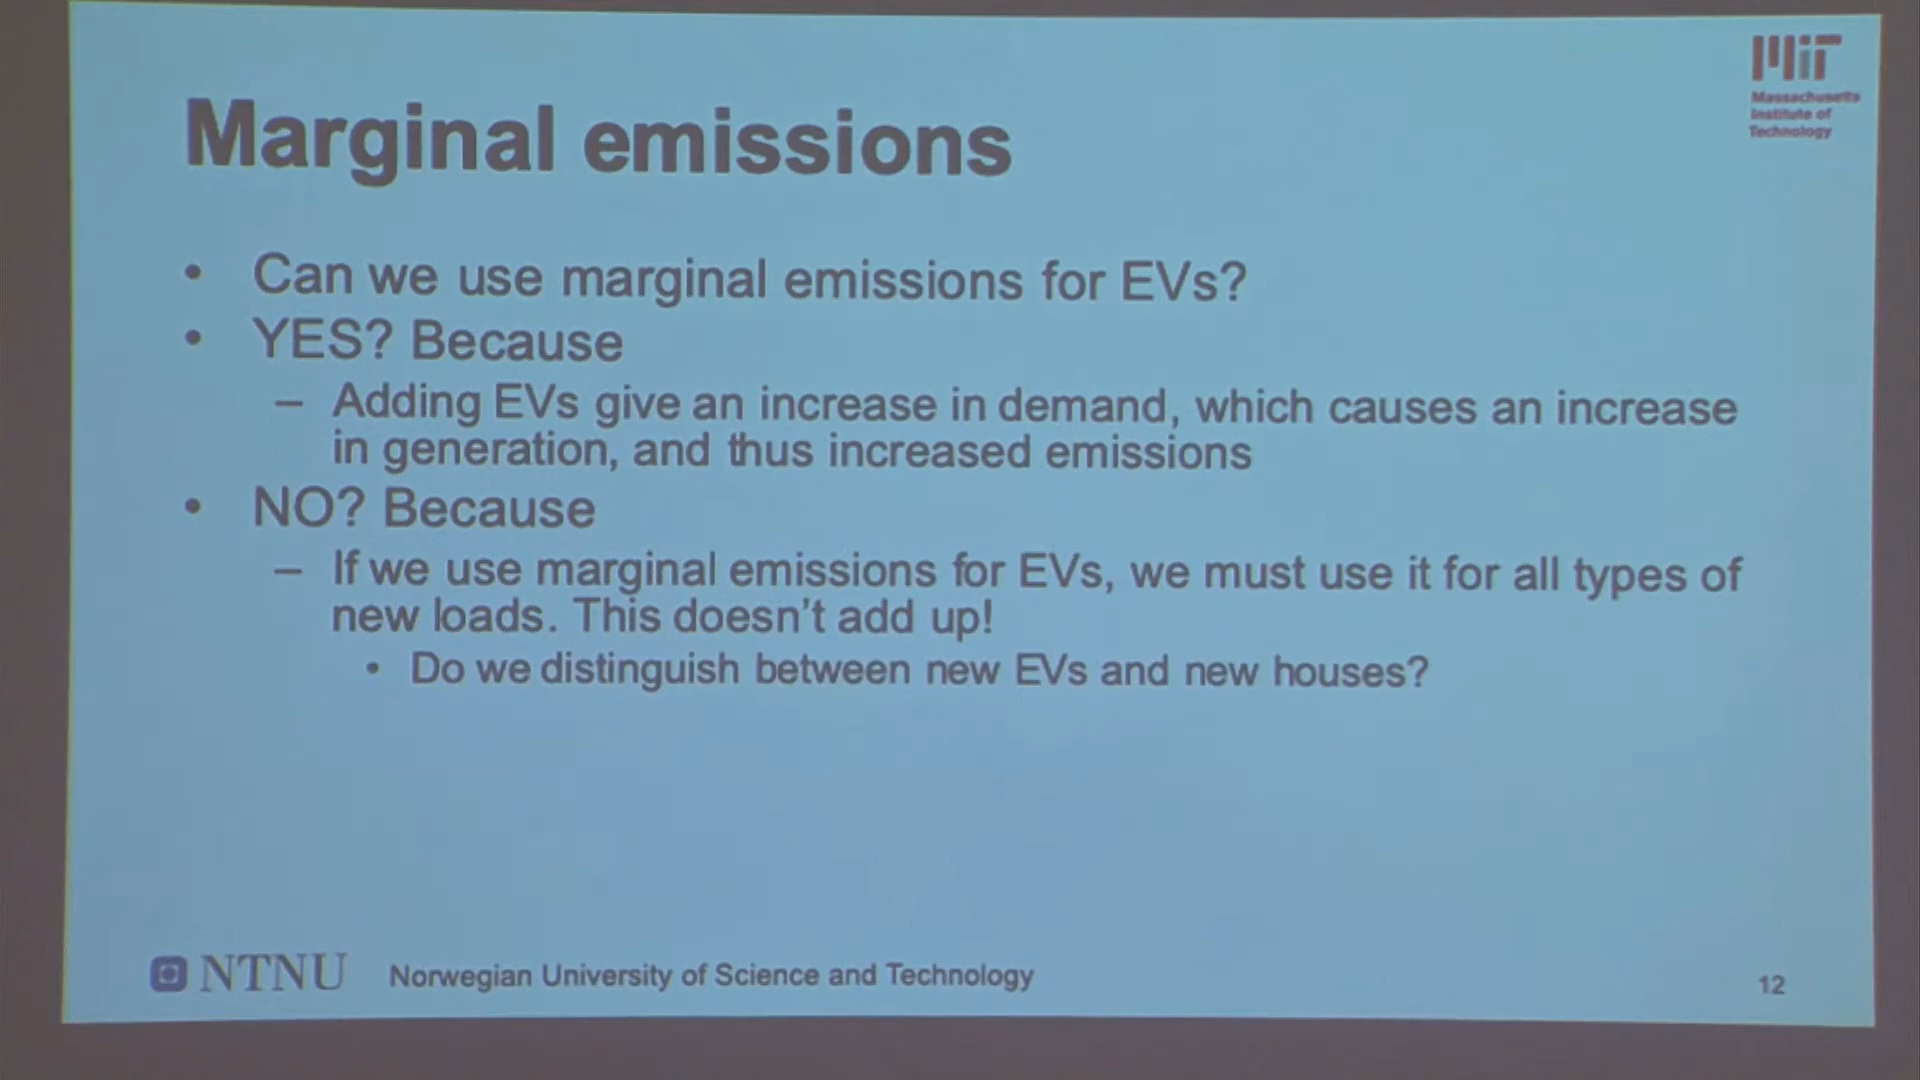 MiT
Massachusetts
Institute of
Technology
Marginal emissions
• Can we use marginal emissions for EVs?
• YES? Because
– Adding EVs give an increase in demand, which causes an increase
in generation, and thus increased emissions
• NO? Because
– If we use marginal emissions for EVs, we must use it for all types of
new loads. This doesn't add up!
• Do we distinguish between new EVs and new houses?
NTNU Norwegian University of Science and Technology
12